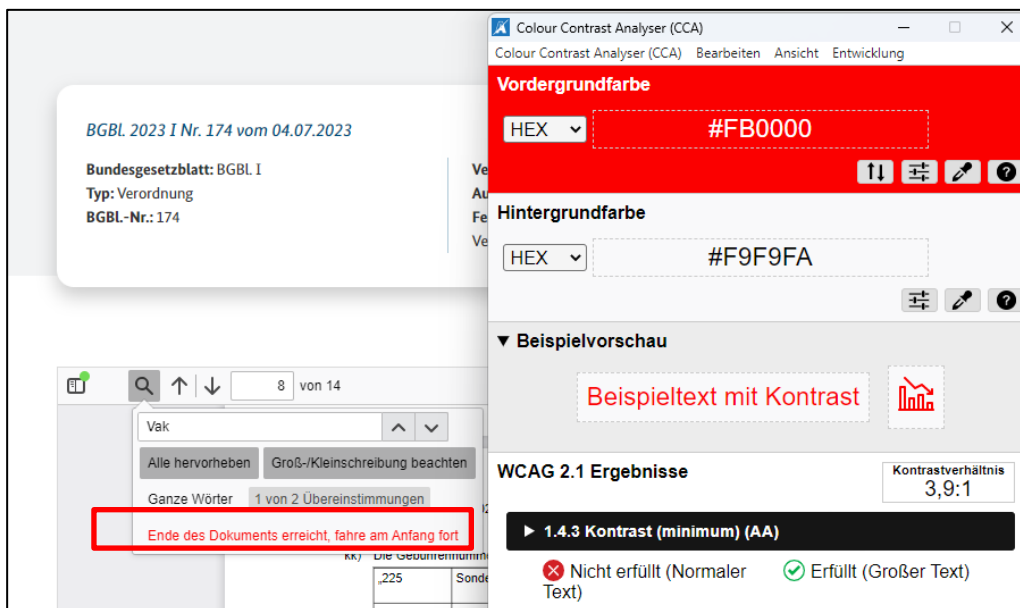 BGBl. 2023 I Nr. 174 vom 04.07.2023
Bundesgesetzblatt: BGBl. I
Typ: Verordnung
BGBl.-Nr.: 174
Ve
Au
Fe
Ve
8 von 14
Vak
Alle hervorheben Groß-/Kleinschreibung beachten
Ganze Wörter 1 von 2 Übereinstimmungen
Ende des Dokuments erreicht, fahre am Anfang fort
kk) Die Gebührennumme
„225 Sonde
Colour Contrast Analyser (CCA)
Colour Contrast Analyser (CCA) Bearbeiten Ansicht Entwicklung
Vordergrundfarbe
HEX #FB0000
Hintergrundfarbe
HEX #F9F9FA
▼ Beispielvorschau
Beispieltext mit Kontrast
WCAG 2.1 Ergebnisse
Kontrastverhältnis
3,9:1
▶ 1.4.3 Kontrast (minimum) (AA)
Nicht erfüllt (Normaler Text)
Erfüllt (Großer Text)